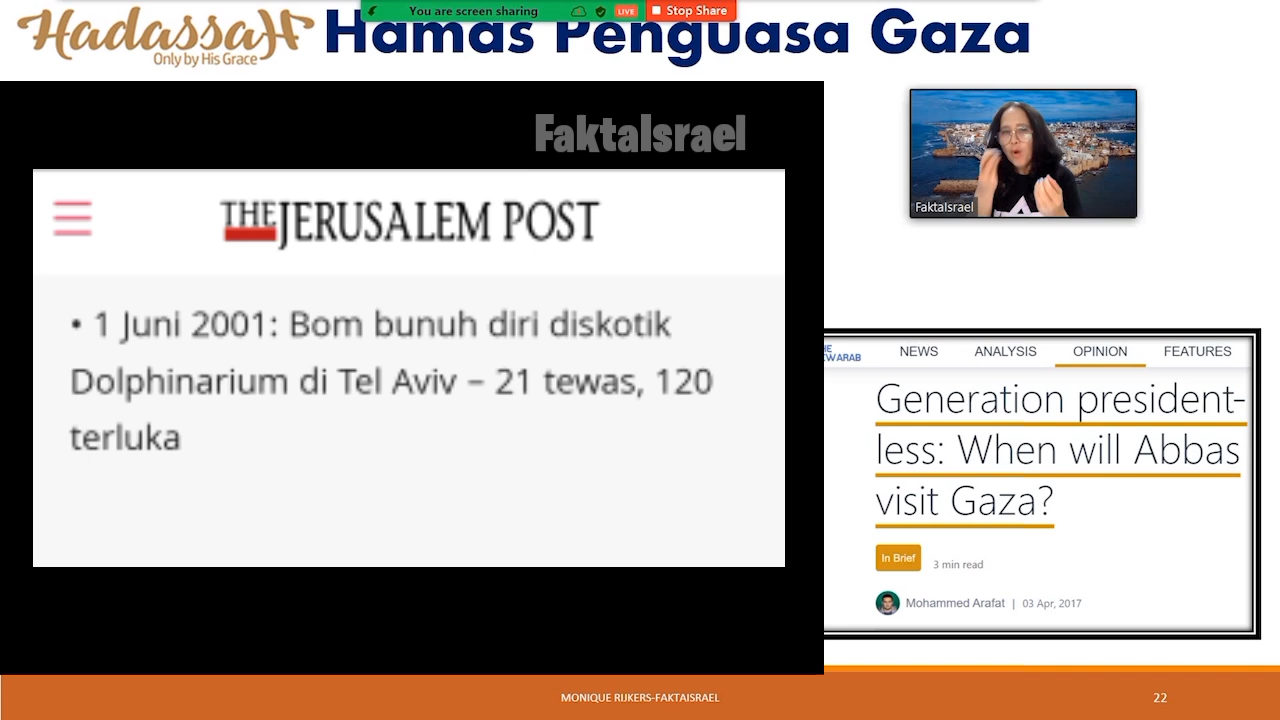 You are screen sharing
LIVE
Stop Share
HadassaH
Only by His Grace
Hamas Penguasa Gaza
FaktaIsrael
FaktaIsrael
THE JERUSALEM POST
• 1 Juni 2001: Bom bunuh diri diskotik
Dolphinarium di Tel Aviv – 21 tewas, 120
terluka
NEWS ANALYSIS OPINION FEATURES
Generation president-
less: When will Abbas
visit Gaza?
In Brief
3 min read
Mohammed Arafat | 03 Apr, 2017
MONIQUE RIJKERS-FAKTAISRAEL
22